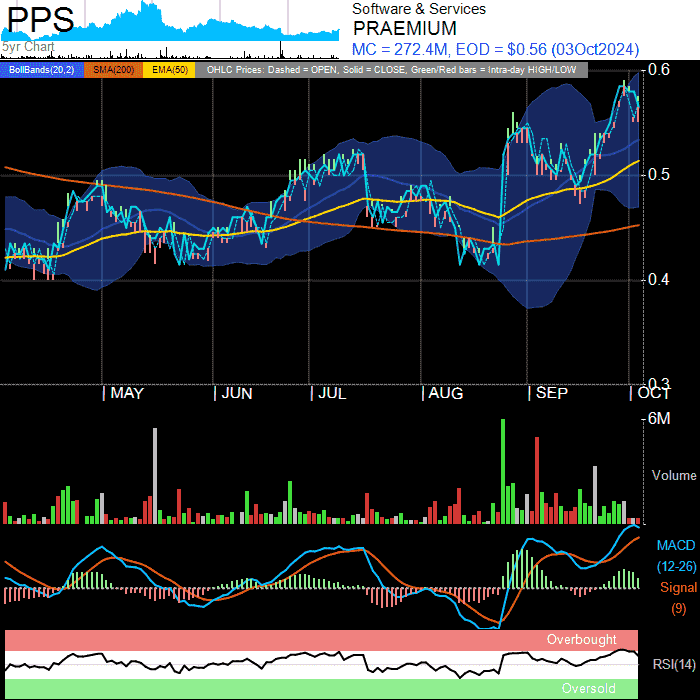 PPS
5yr Chart
Software & Services
PRAEMIUM
MC = 272.4M, EOD = $0.56 (03Oct2024)
BollBands(20,2) SMA(200) EMA(50) OHLC Prices: Dashed = OPEN, Solid = CLOSE, Green/Red bars = Intra-day HIGH/LOW
0.6
0.5
0.4
0.3
MAY JUN JUL AUG SEP OCT
6M
Volume
MACD
(12-26)
Signal
(9)
Overbought
RSI(14)
Oversold